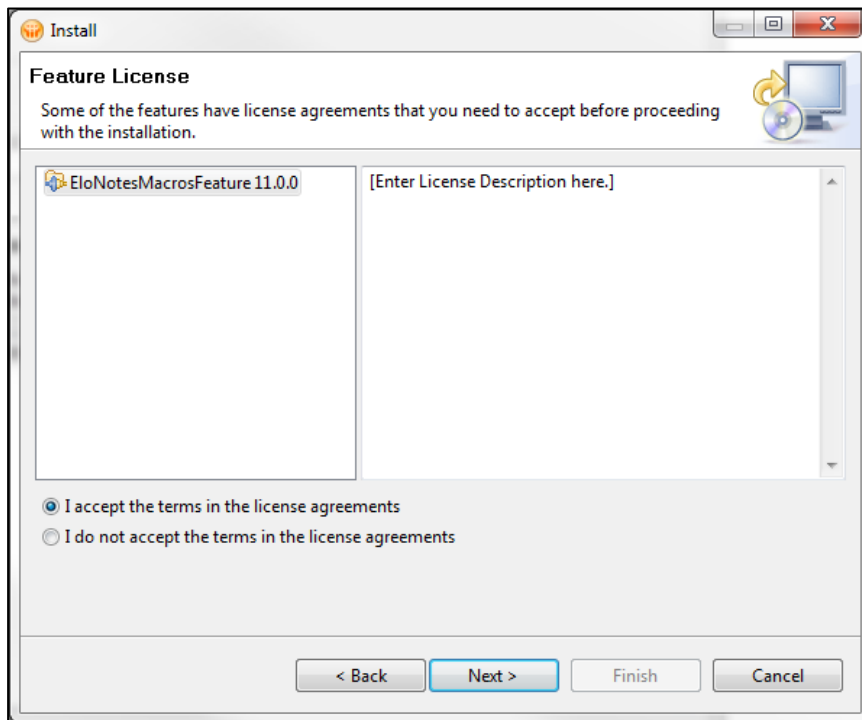 Install
Feature License
Some of the features have license agreements that you need to accept before proceeding
with the installation.
EloNotesMacrosFeature 11.0.0
[Enter License Description here.]
I accept the terms in the license agreements
I do not accept the terms in the license agreements
< Back
Next >
Finish
Cancel